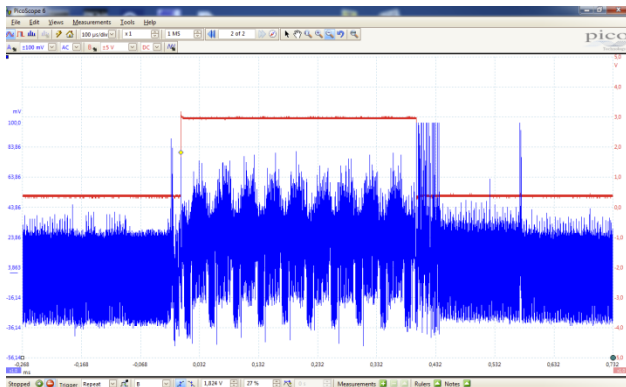 PicoScope 6
File Edit Views Measurements Tools Help
100 µs/div x1 1 MS 2 of 2
pico
A ±100 mV AC B ±5 V DC
5,0
V
4,0
mV
100,0 3,0
83,86
2,0
63,86
1,0
43,86
23,86 0,0
3,863 -1,0
-16,14 -2,0
-36,14 -3,0
-56,14
-5,0
-0,268 -0,168 -0,068 0,032 0,132 0,232 0,332 0,432 0,532 0,632 0,732
ms
Stopped Trigger Repeat B 1,824 V 27 % Measurements Rulers Notes